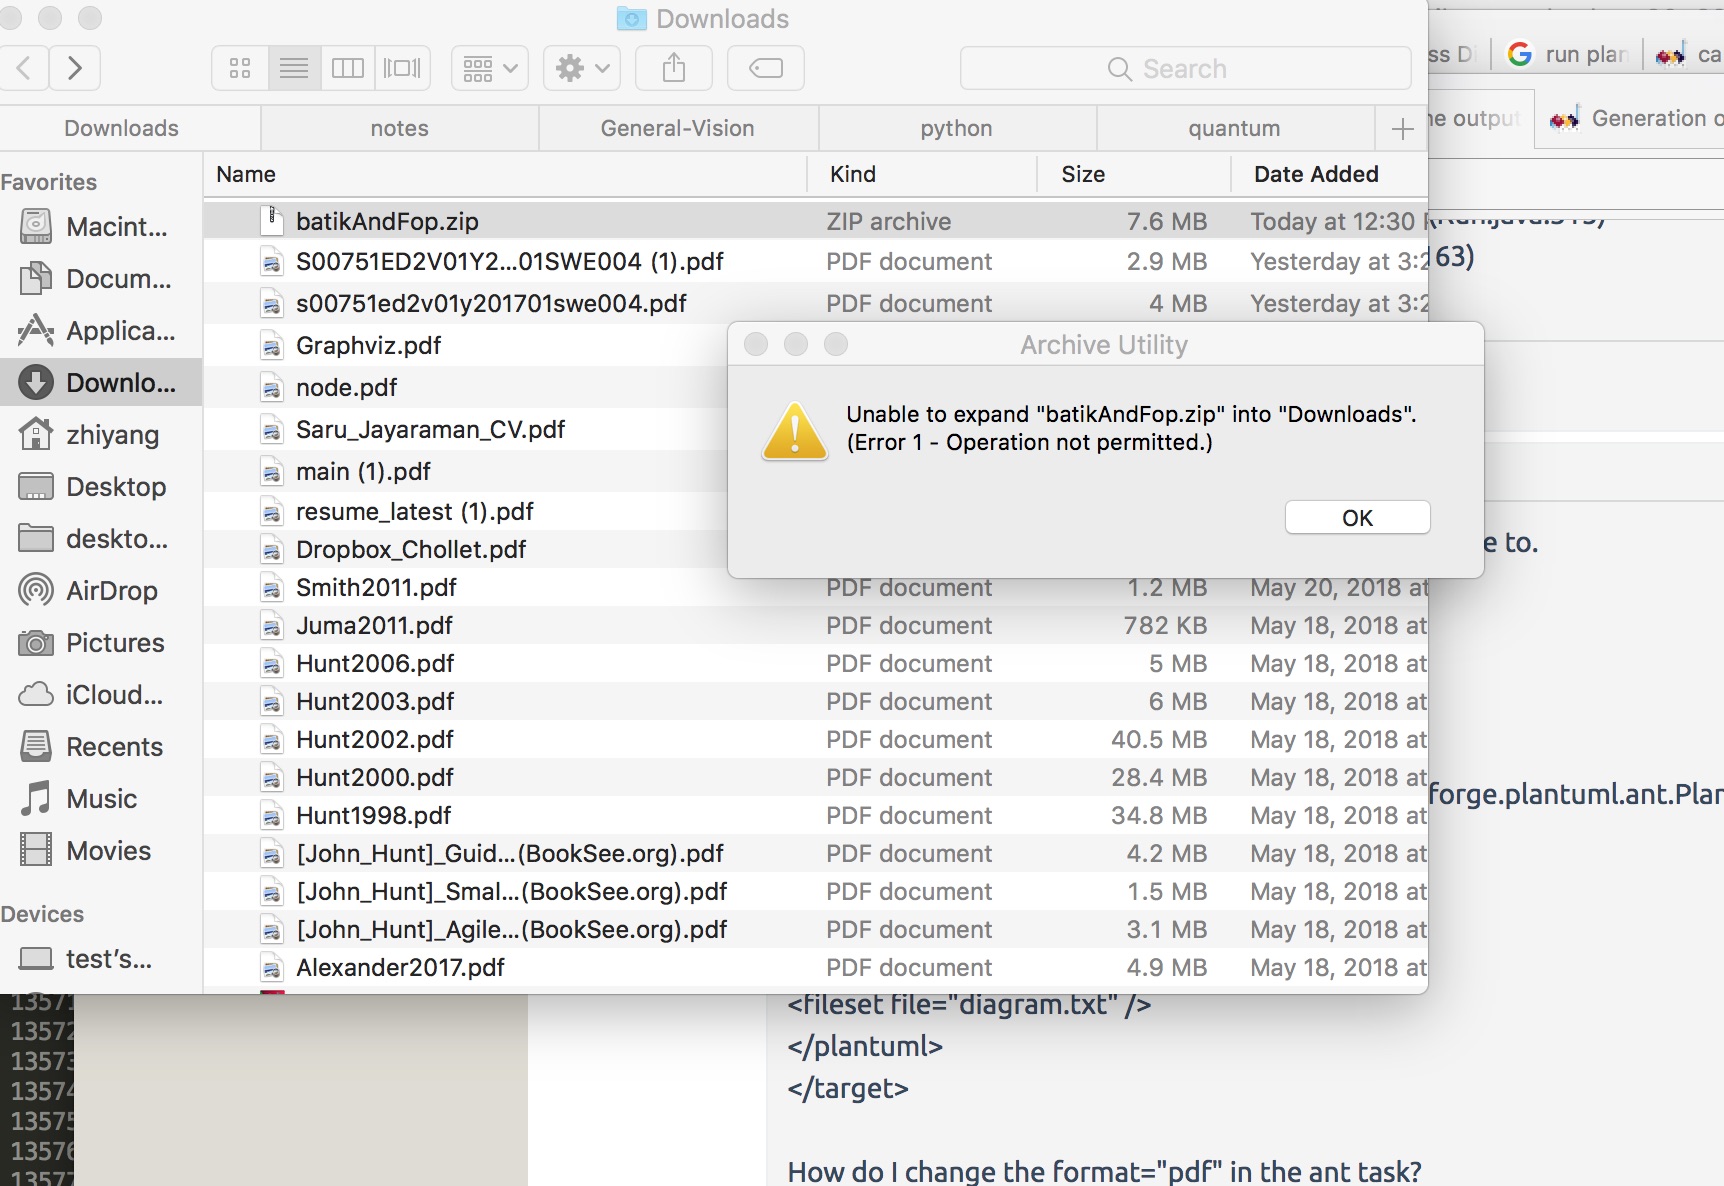 Downloads
Search
ss Di
run plan
ca
Downloads
notes
General-Vision
python
quantum
ne output
Generation o
Favorites
Macint...
Docum...
Applica...
Downlo...
zhiyang
Desktop
deskto...
AirDrop
Pictures
iCloud...
Recents
Music
Movies
Devices
test's...
Name Kind Size Date Added
batikAndFop.zip ZIP archive 7.6 MB Today at 12:30
S00751ED2V01Y2...01SWE004 (1).pdf PDF document 2.9 MB Yesterday at 3:2
s00751ed2v01y201701swe004.pdf PDF document 4 MB Yesterday at 3:2
Graphviz.pdf
node.pdf
Saru_Jayaraman_CV.pdf
main (1).pdf
resume_latest (1).pdf
Dropbox_Chollet.pdf
Smith2011.pdf PDF document 1.2 MB May 20, 2018 at
Juma2011.pdf PDF document 782 KB May 18, 2018 at
Hunt2006.pdf PDF document 5 MB May 18, 2018 at
Hunt2003.pdf PDF document 6 MB May 18, 2018 at
Hunt2002.pdf PDF document 40.5 MB May 18, 2018 at
Hunt2000.pdf PDF document 28.4 MB May 18, 2018 at
Hunt1998.pdf PDF document 34.8 MB May 18, 2018 at
[John_Hunt]_Guid...(BookSee.org).pdf PDF document 4.2 MB May 18, 2018 at
[John_Hunt]_Smal...(BookSee.org).pdf PDF document 1.5 MB May 18, 2018 at
[John_Hunt]_Agile...(BookSee.org).pdf PDF document 3.1 MB May 18, 2018 at
Alexander2017.pdf PDF document 4.9 MB May 18, 2018 at
Archive Utility
Unable to expand "batikAndFop.zip" into "Downloads".
(Error 1 - Operation not permitted.)
OK
163)
e to.
forge.plantuml.ant.Plan
13571
13572
13573
13574
13575
13576
13577
<fileset file="diagram.txt" />
</plantuml>
</target>
How do I change the format="pdf" in the ant task?